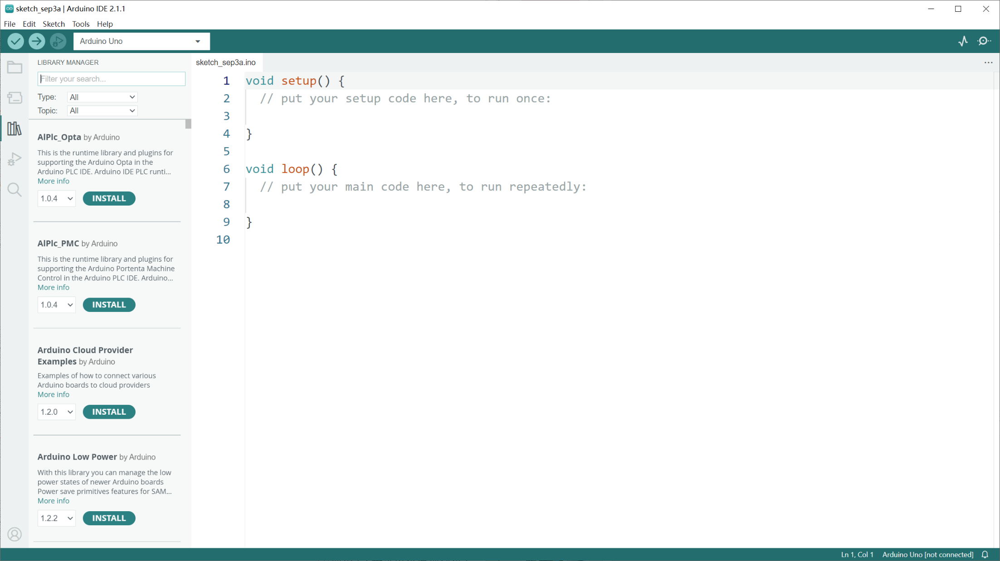 sketch_sep3a | Arduino IDE 2.1.1
File Edit Sketch Tools Help
Arduino Uno
LIBRARY MANAGER
Filter your search...
Type: All
Topic: All
AlPlc_Opta by Arduino
This is the runtime library and plugins for
supporting the Arduino Opta in the
Arduino PLC IDE. Arduino IDE PLC runti...
More info
1.0.4 INSTALL
AlPlc_PMC by Arduino
This is the runtime library and plugins for
supporting the Arduino Portenta Machine
Control in the Arduino PLC IDE. Arduino...
More info
1.0.4 INSTALL
Arduino Cloud Provider
Examples by Arduino
Examples of how to connect various
Arduino boards to cloud providers
More info
1.2.0 INSTALL
Arduino Low Power by Arduino
With this library you can manage the low
power states of newer Arduino boards
Power save primitives features for SAM...
More info
1.2.2 INSTALL
sketch_sep3a.ino
1 void setup() {
2 // put your setup code here, to run once:
3
4 }
5
6 void loop() {
7 // put your main code here, to run repeatedly:
8
9 }
10
Ln 1, Col 1 Arduino Uno [not connected]